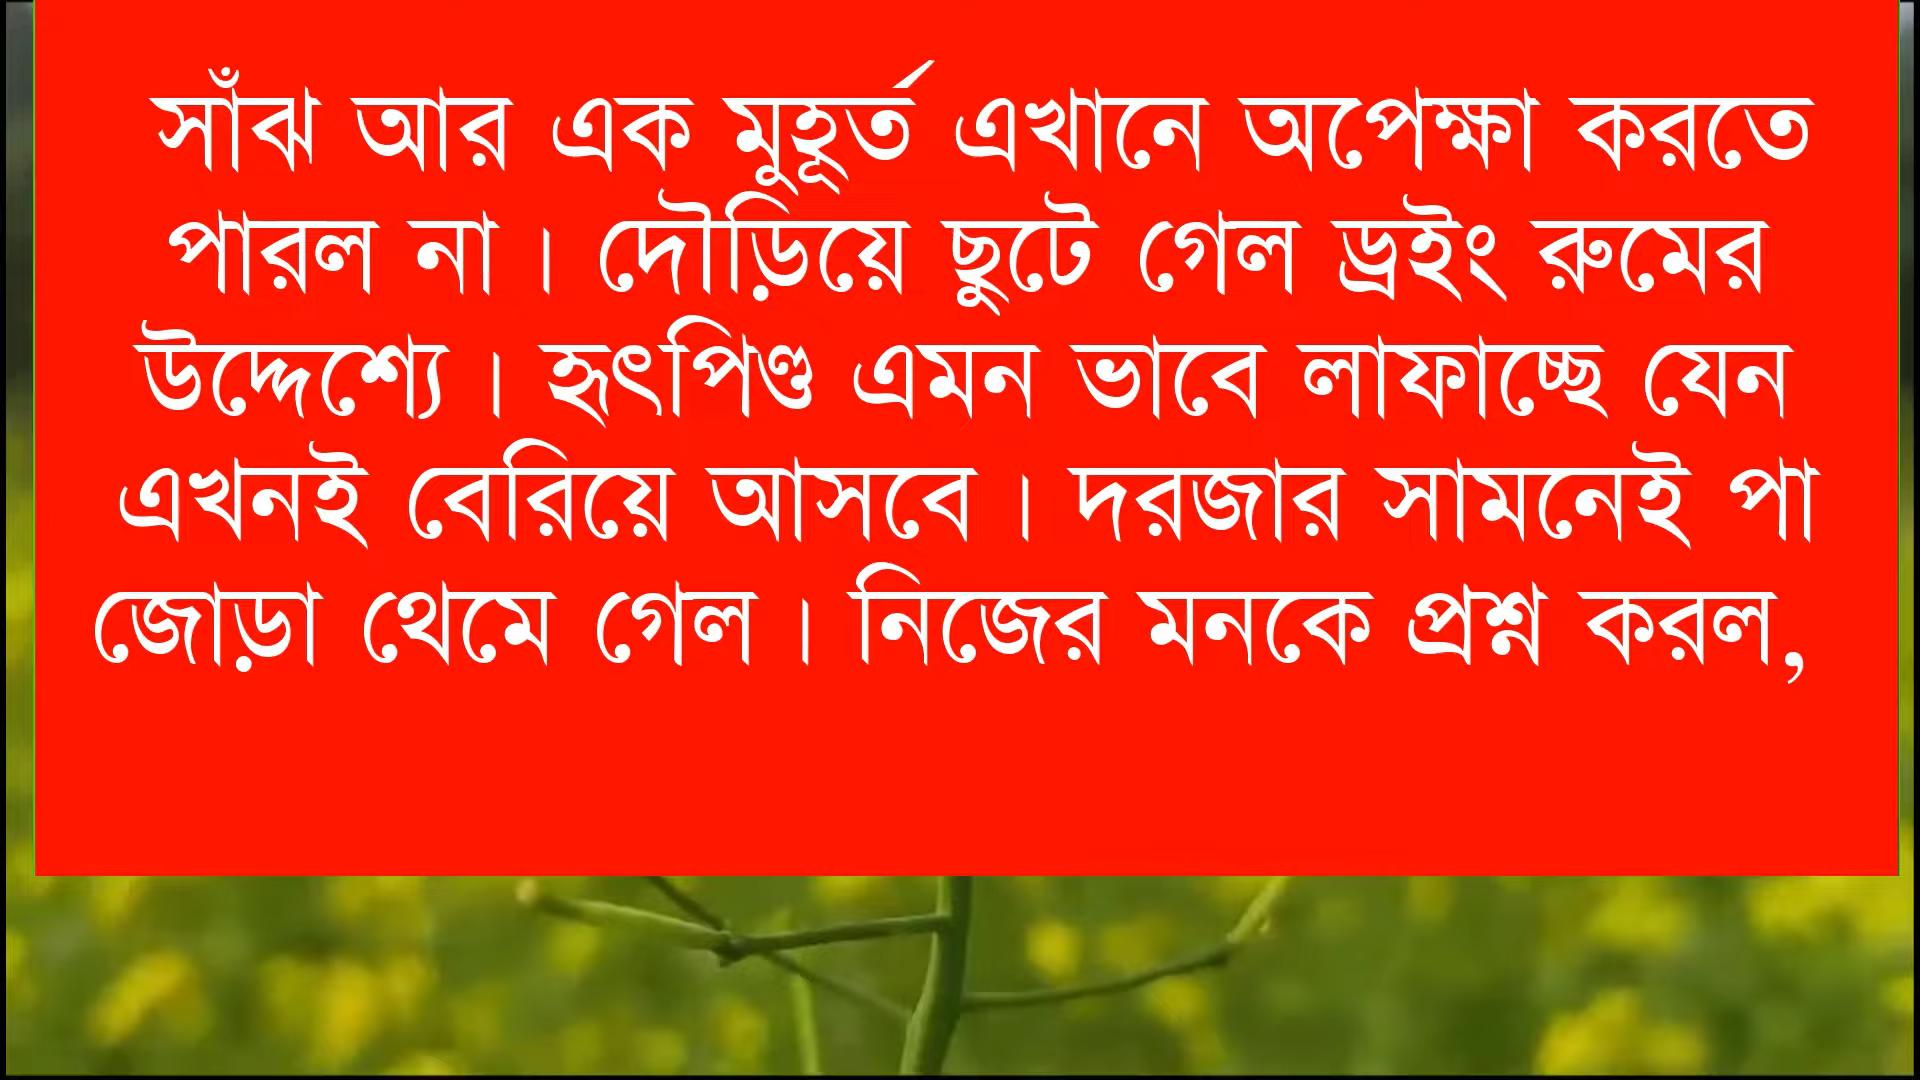 সাঁঝ আর এক মুহূর্ত এখানে অপেক্ষা করতে
পারল না। দৌড়িয়ে ছুটে গেল ড্রইং রুমের
উদ্দেশ্যে। হৃৎপিণ্ড এমন ভাবে লাফাচ্ছে যেন
এখনই বেরিয়ে আসবে। দরজার সামনেই পা
জোড়া থেমে গেল। নিজের মনকে প্রশ্ন করল,